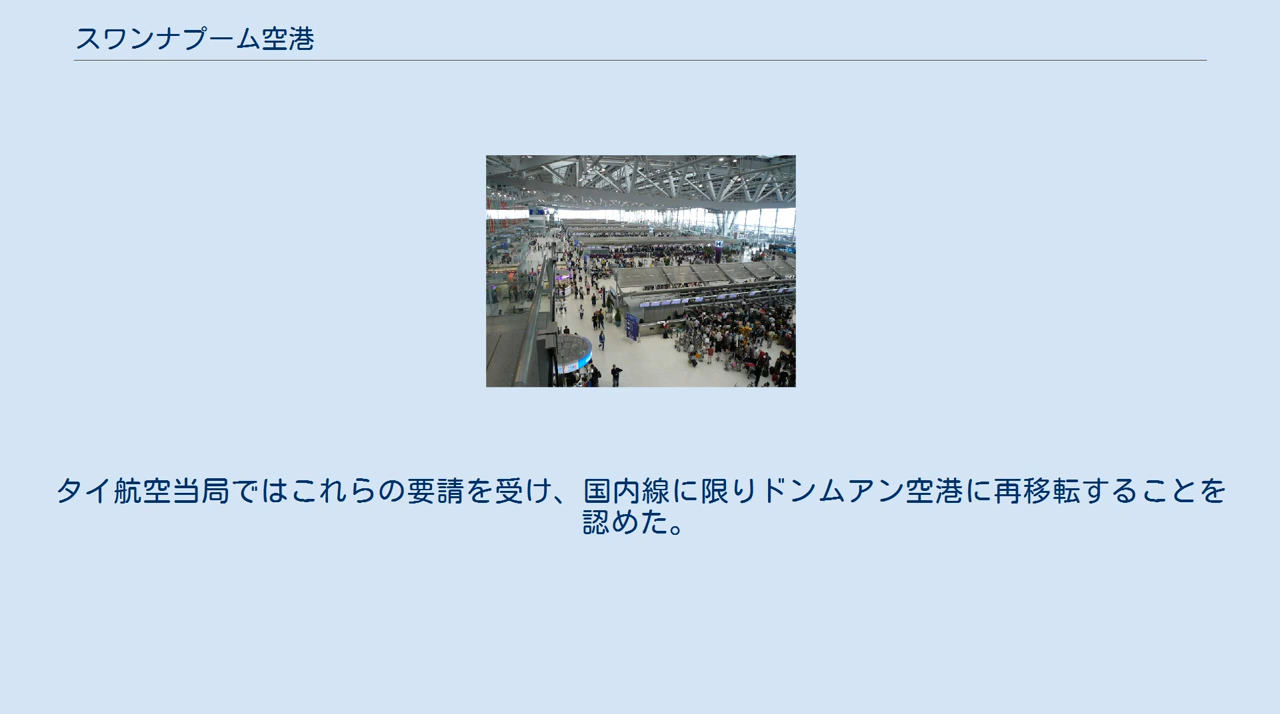 スワンナプーム空港
タイ航空当局ではこれらの要請を受け、国内線に限りドンムアン空港に再移転することを
認めた。